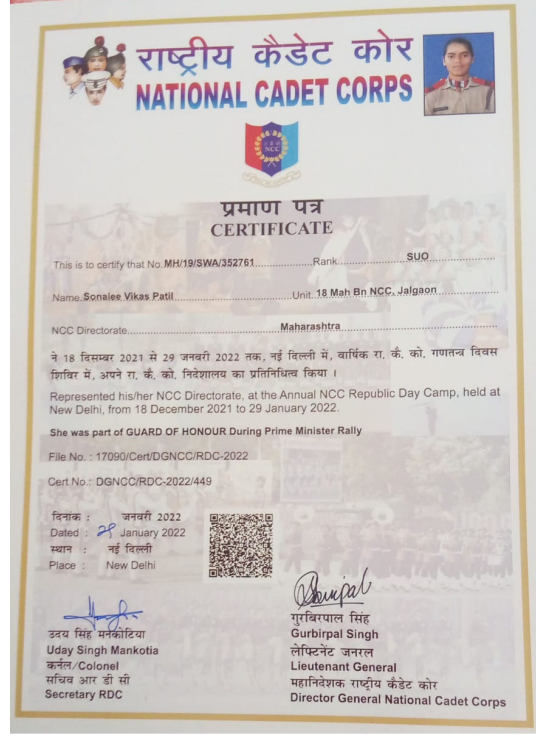 राष्ट्रीय कैडेट कोर
NATIONAL CADET CORPS
NCC
प्रमाण पत्र
CERTIFICATE
This is to certify that No. MH/19/SWA/352761 Rank SUO
Name Sonalee Vikas Patil Unit 18 Mah Bn NCC, Jalgaon
NCC Directorate Maharashtra
ने 18 दिसम्बर 2021 से 29 जनवरी 2022 तक, नई दिल्ली में, वार्षिक रा. कै. को. गणतन्त्र दिवस
शिविर में, अपने रा. कै. को. निदेशालय का प्रतिनिधित्व किया ।
Represented his/her NCC Directorate, at the Annual NCC Republic Day Camp, held at
New Delhi, from 18 December 2021 to 29 January 2022.
She was part of GUARD OF HONOUR During Prime Minister Rally
File No. : 17090/Cert/DGNCC/RDC-2022
Cert No.: DGNCC/RDC-2022/449
दिनांक : जनवरी 2022
Dated : January 2022
स्थान : नई दिल्ली
Place : New Delhi
उदय सिंह मनकोटिया
Uday Singh Mankotia
कर्नल/Colonel
सचिव आर डी सी
Secretary RDC
गुरबिरपाल सिंह
Gurbirpal Singh
लेफ्टिनेंट जनरल
Lieutenant General
महानिदेशक राष्ट्रीय कैडेट कोर
Director General National Cadet Corps